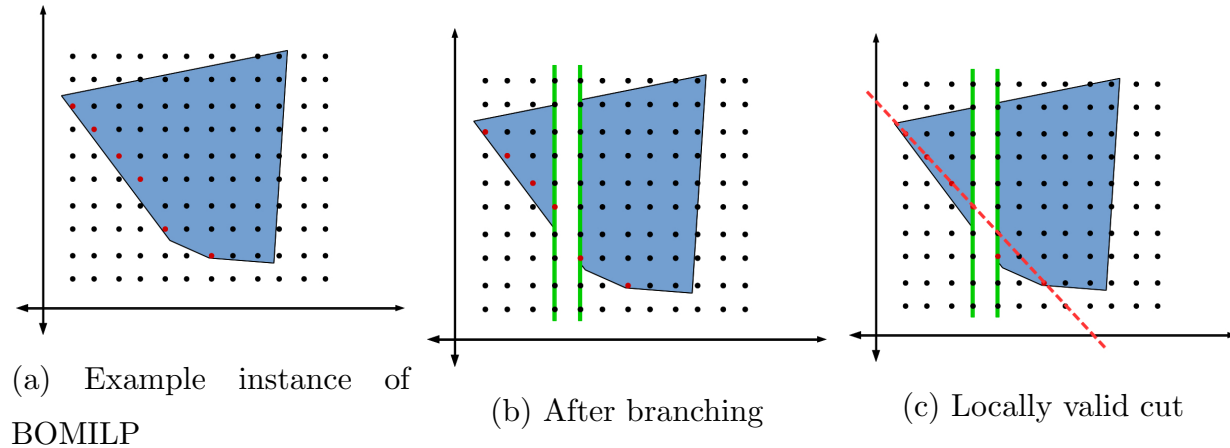 (a) Example instance of
BOMILP
(b) After branching
(c) Locally valid cut